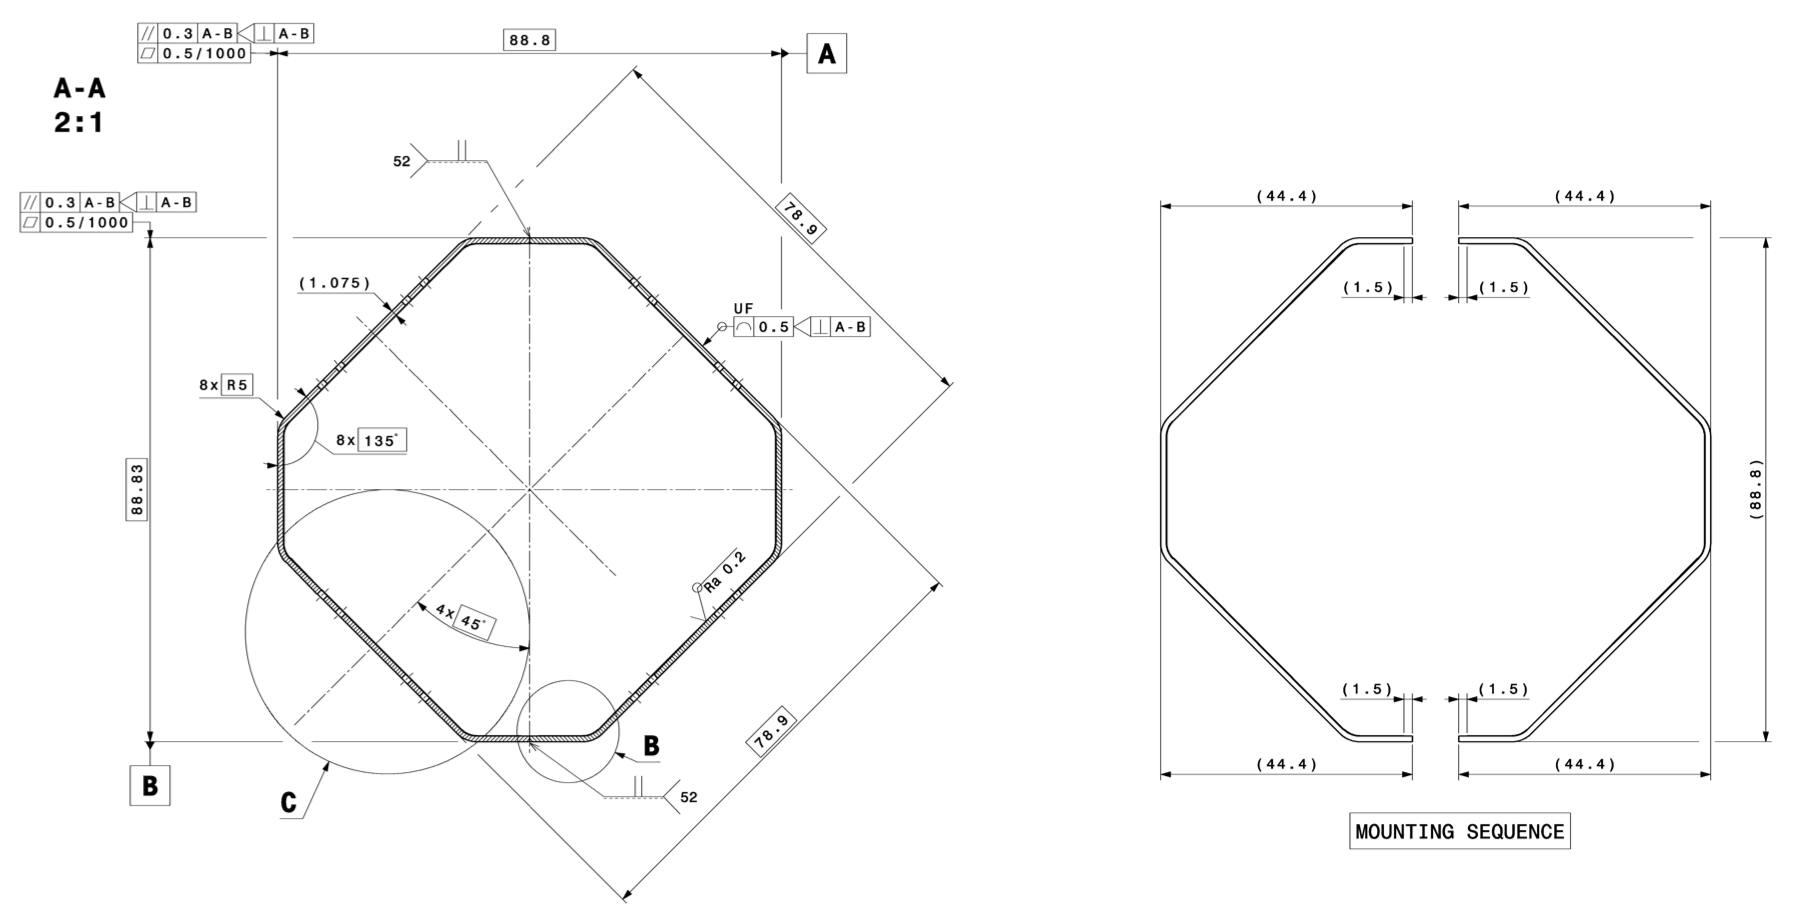 // 0.3 A-B ⊥ A-B
⏥ 0.5/1000
88.8
A
A-A
2:1
52
// 0.3 A-B ⊥ A-B
⏥ 0.5/1000
78.9
(44.4)
(44.4)
(1.075)
(1.5)
(1.5)
UF
⌓ 0.5 ⊥ A-B
8x R5
8x 135°
88.83
(88.8)
Ra 0.2
4x 45°
(1.5)
(1.5)
78.9
B
(44.4)
(44.4)
B
C
52
MOUNTING SEQUENCE